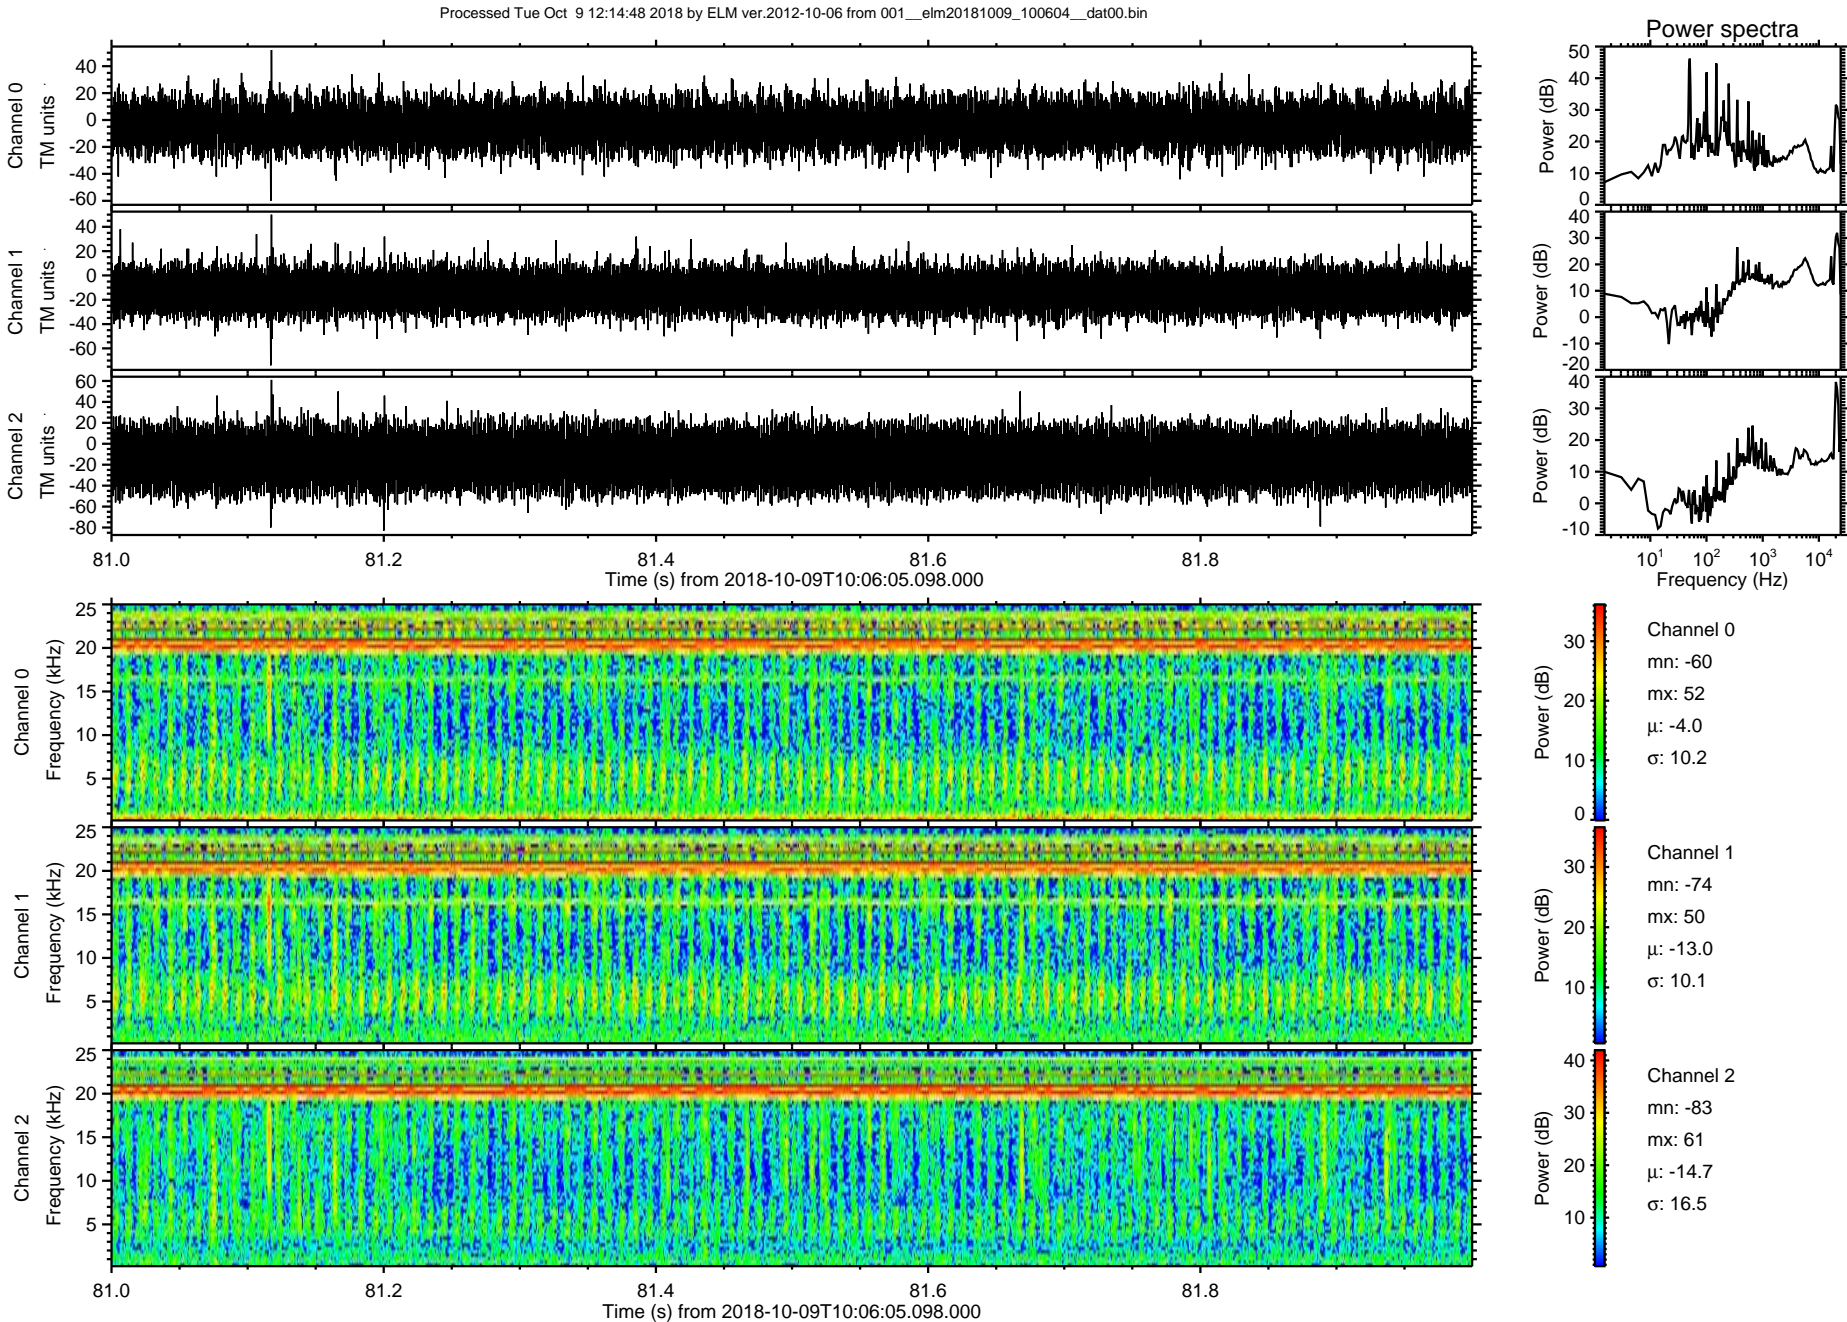 Processed Tue Oct  9 12:14:48 2018 by ELM ver.2012-10-06 from 001__elm20181009_100604__dat00.bin
Power spectra
Channel 0
TM units
40
20
0
-20
-40
-60
Power (dB)
50
40
30
20
10
0
Channel 1
TM units
40
20
0
-20
-40
-60
Power (dB)
40
30
20
10
0
-10
-20
Channel 2
TM units
60
40
20
0
-20
-40
-60
-80
Power (dB)
40
30
20
10
0
-10
81.0 81.2 81.4 81.6 81.8
Time (s) from 2018-10-09T10:06:05.098.000
10^1 10^2 10^3 10^4
Frequency (Hz)
Channel 0
Frequency (kHz)
25
20
15
10
5
Power (dB)
30
20
10
0
Channel 0
mn: -60
mx: 52
μ: -4.0
σ: 10.2
Channel 1
Frequency (kHz)
25
20
15
10
5
Power (dB)
30
20
10
Channel 1
mn: -74
mx: 50
μ: -13.0
σ: 10.1
Channel 2
Frequency (kHz)
25
20
15
10
5
Power (dB)
40
30
20
10
Channel 2
mn: -83
mx: 61
μ: -14.7
σ: 16.5
81.0 81.2 81.4 81.6 81.8
Time (s) from 2018-10-09T10:06:05.098.000